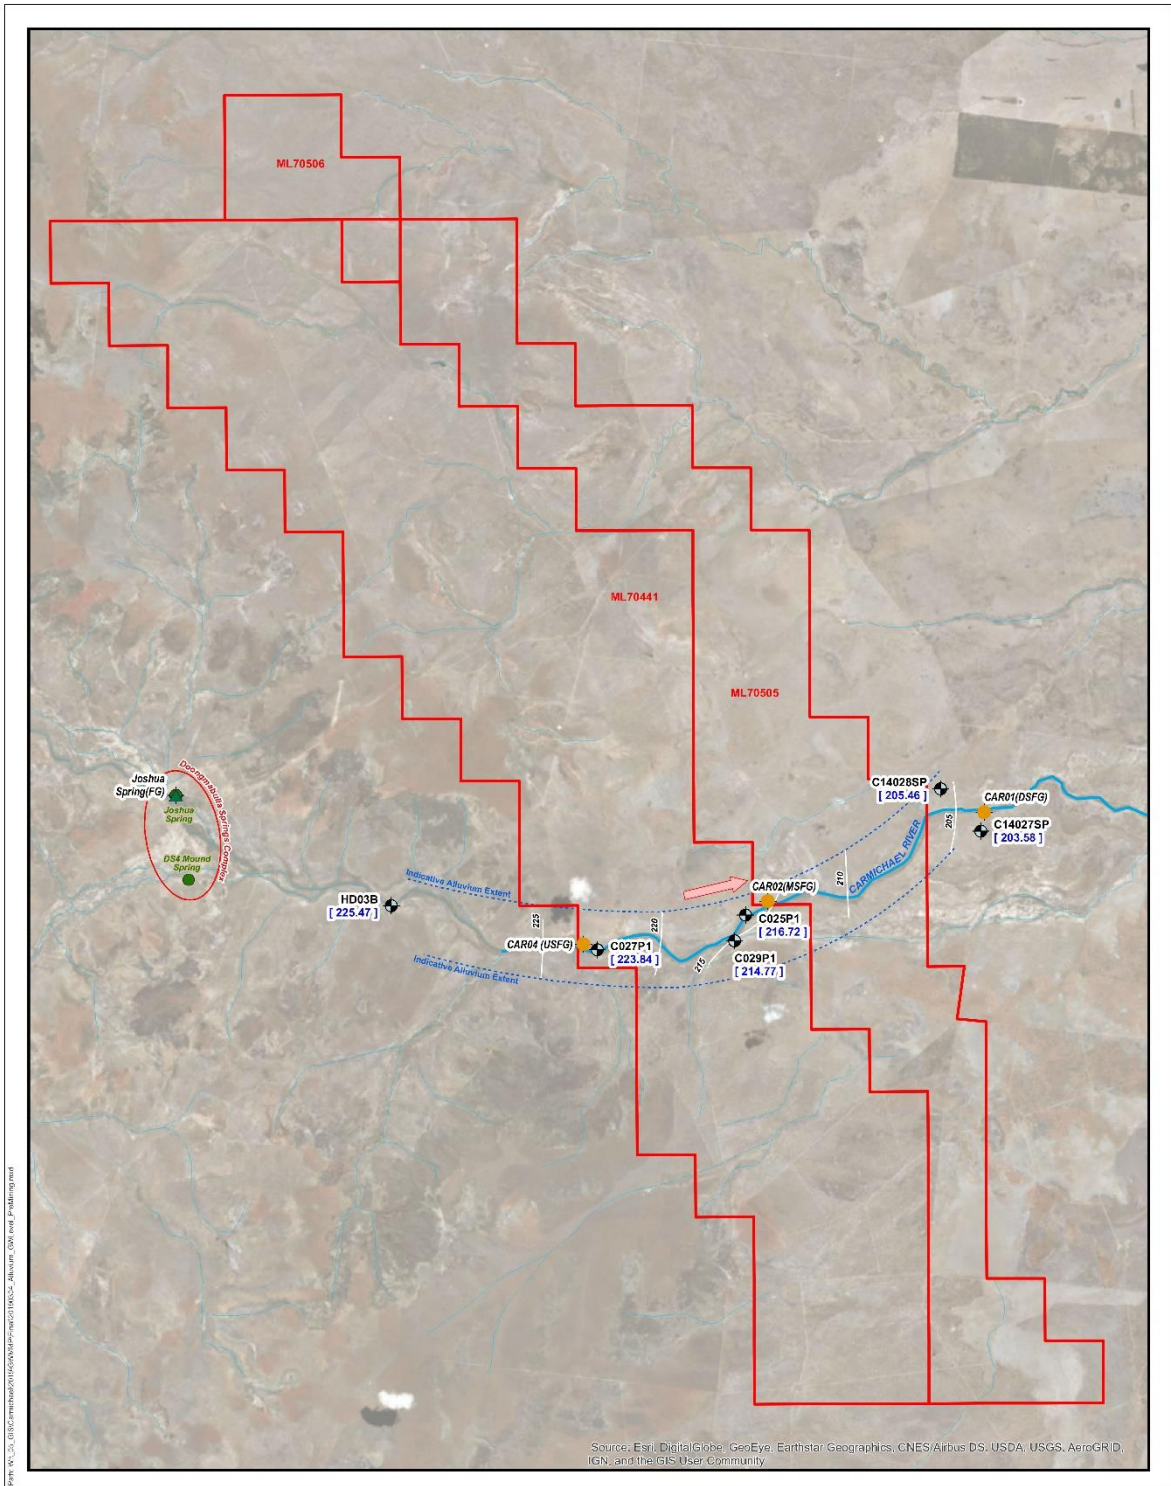 ML70506
ML70441
ML70505
Joshua
Spring(FG)
Joshua
Spring
DS4 Mound
Spring
Doongmabulla Springs Complex
HD03B
[ 225.47 ]
Indicative Alluvium Extent
Indicative Alluvium Extent
225
CAR04 (USFG)
C027P1
[ 223.84 ]
220
215
CAR02(MSFG)
C025P1
[ 216.72 ]
C029P1
[ 214.77 ]
210
CARMICHAEL RIVER
C14028SP
[ 205.46 ]
205
CAR01(DSFG)
C14027SP
[ 203.58 ]
Source: Esri, DigitalGlobe, GeoEye, Earthstar Geographics, CNES/Airbus DS, USDA, USGS, AeroGRID,
IGN, and the GIS User Community